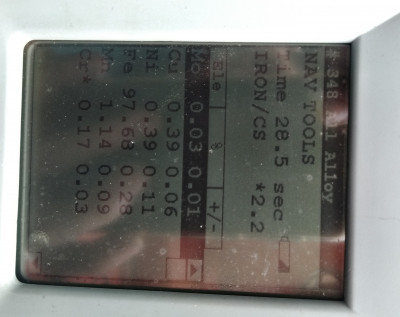 # 348 All Alloy
NAV TOOLS
Time 28.5 sec
IRON/CS *2.2
Ele % +/-
Mo 0.03 0.01
Cu 0.39 0.06
Ni 0.39 0.11
Fe 97.68 0.28
Mn 1.14 0.09
Cr* 0.17 0.03